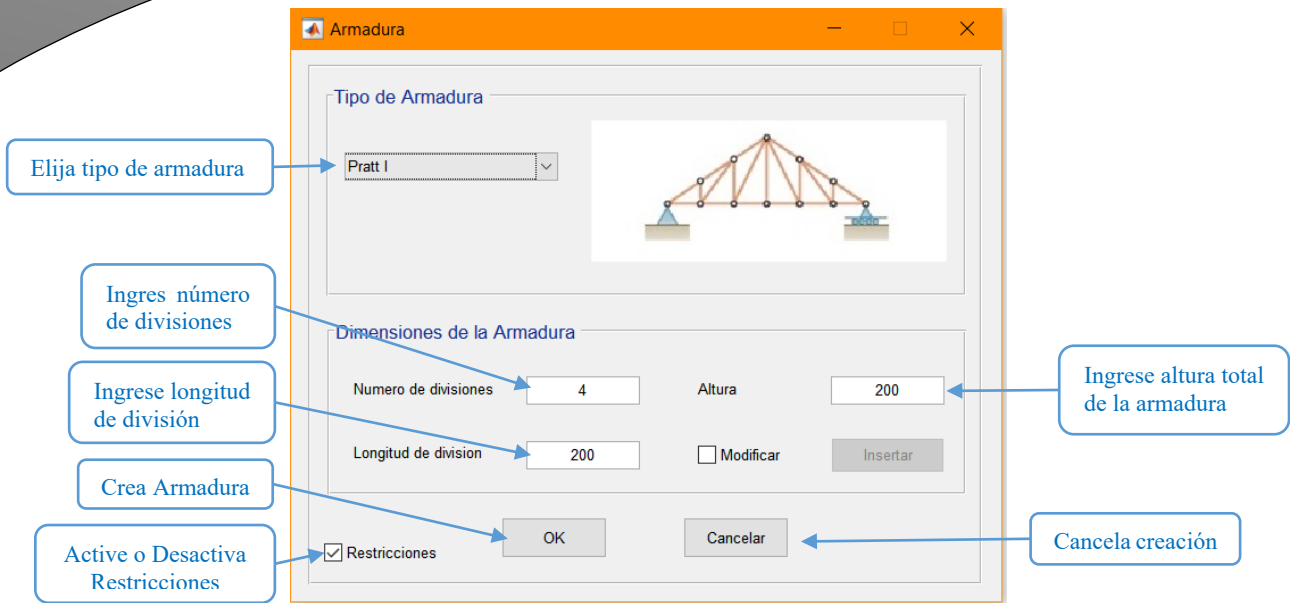 Armadura
Tipo de Armadura
Elija tipo de armadura
Pratt I
Ingres número
de divisiones
Dimensiones de la Armadura
Ingrese longitud
de división
Numero de divisiones
4
Altura
200
Ingrese altura total
de la armadura
Longitud de division
200
Modificar
Insertar
Crea Armadura
OK
Cancelar
Cancela creación
Active o Desactiva
Restricciones
Restricciones